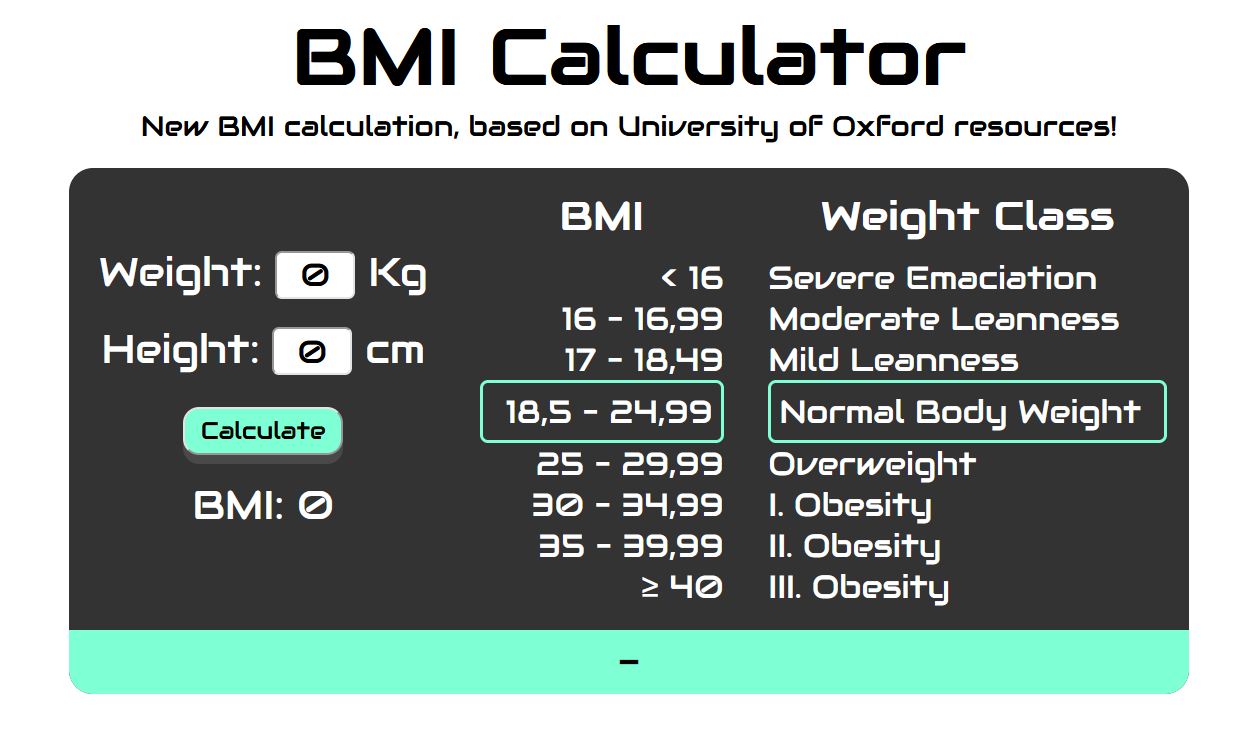 BMI Calculator
New BMI calculation, based on University of Oxford resources!
Weight: 0 Kg
Height: 0 cm
Calculate
BMI: 0
BMI Weight Class
< 16 Severe Emaciation
16 - 16,99 Moderate Leanness
17 - 18,49 Mild Leanness
18,5 - 24,99 Normal Body Weight
25 - 29,99 Overweight
30 - 34,99 I. Obesity
35 - 39,99 II. Obesity
≥ 40 III. Obesity
-